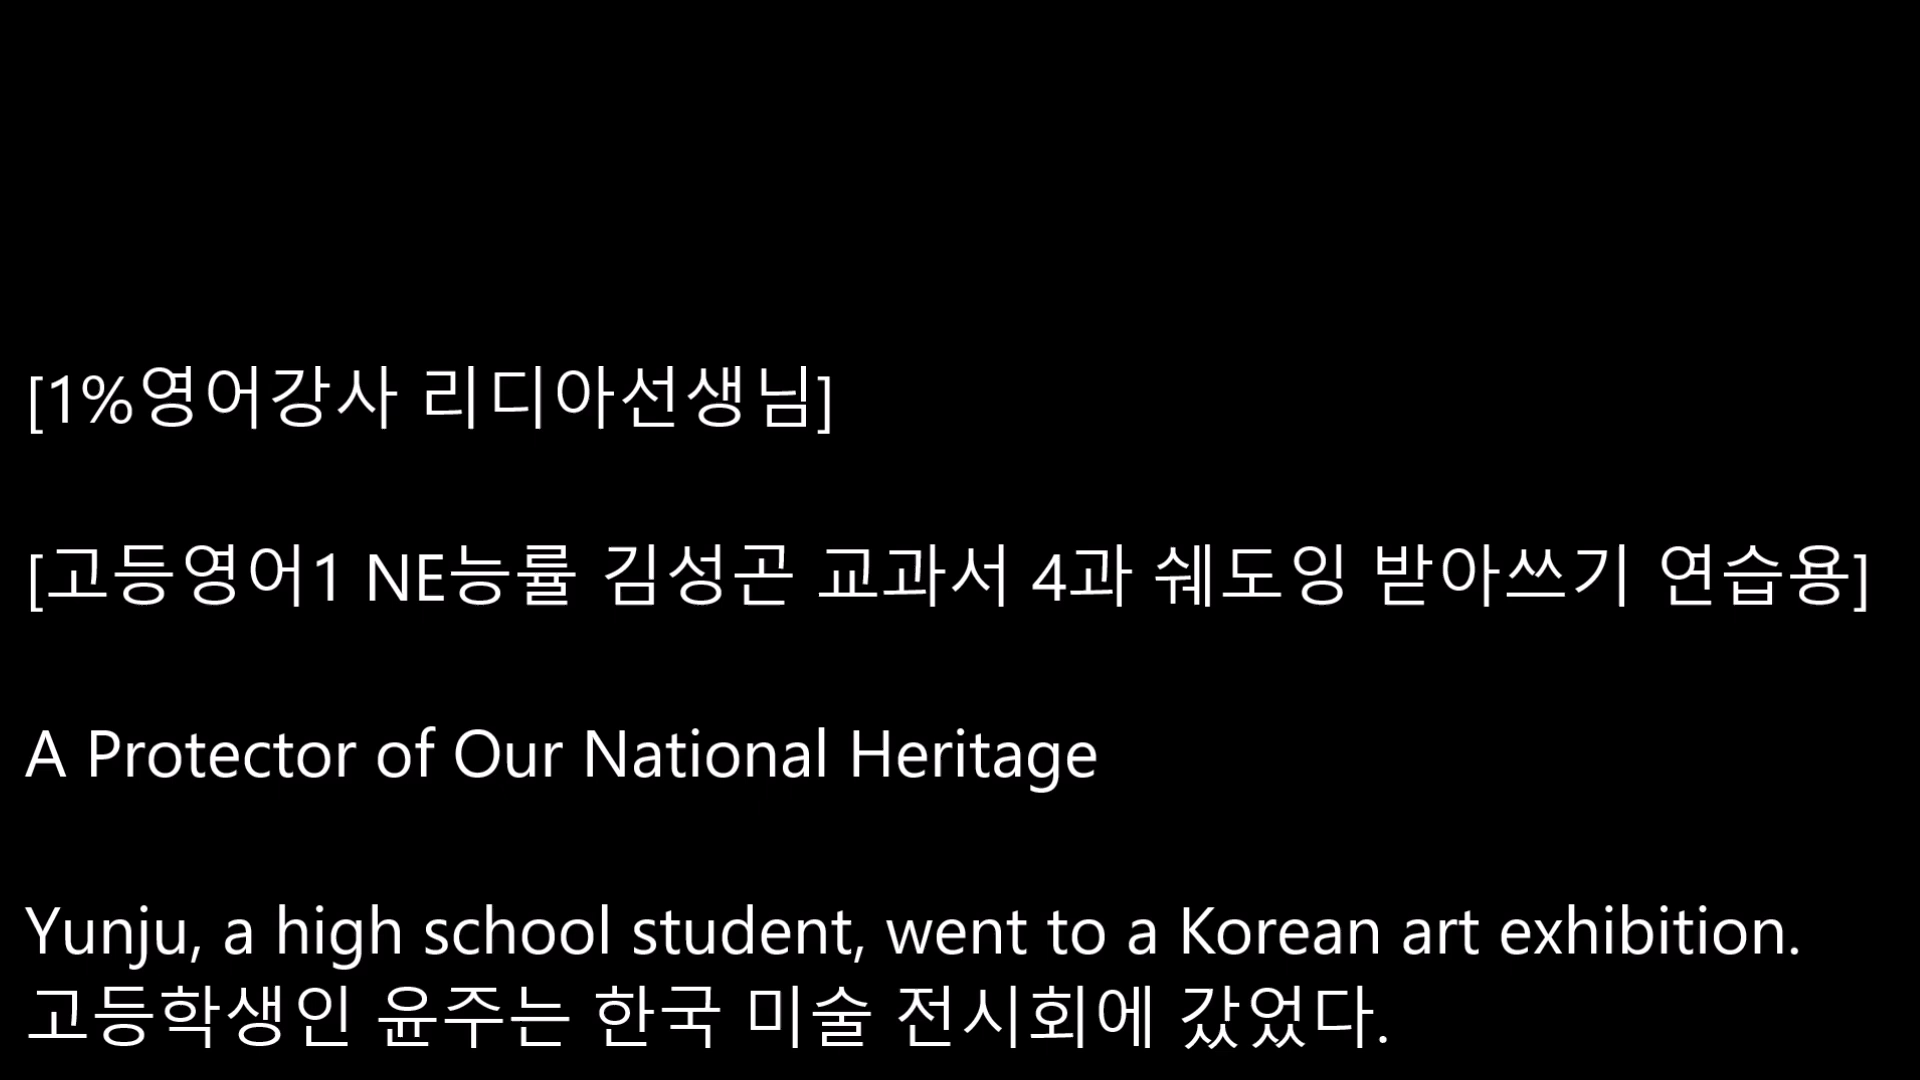 [1%영어강사 리디아선생님]
[고등영어1 NE능률 김성곤 교과서 4과 쉐도잉 받아쓰기 연습용]
A Protector of Our National Heritage
Yunju, a high school student, went to a Korean art exhibition.
고등학생인 윤주는 한국 미술 전시회에 갔었다.